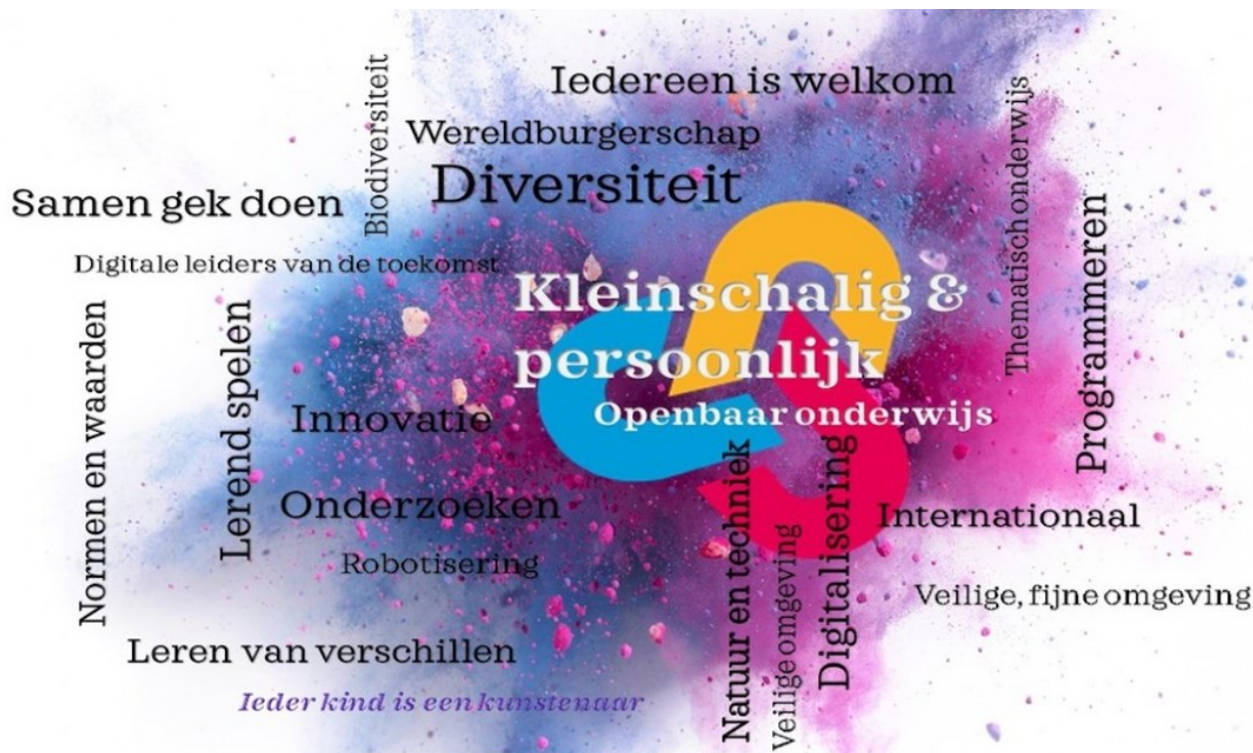 Iedereen is welkom
Biodiversiteit
Wereldburgerschap
Diversiteit
Samen gek doen
Thematisch onderwijs
Programmeren
Digitale leiders van de toekomst
Kleinschalig &
persoonlijk
Openbaar onderwijs
Normen en waarden
Lerend spelen
Innovatie
Onderzoeken
Robotisering
Natuur en techniek
Veilige omgeving
Digitalisering
Internationaal
Veilige, fijne omgeving
Leren van verschillen
Ieder kind is een kunstenaar